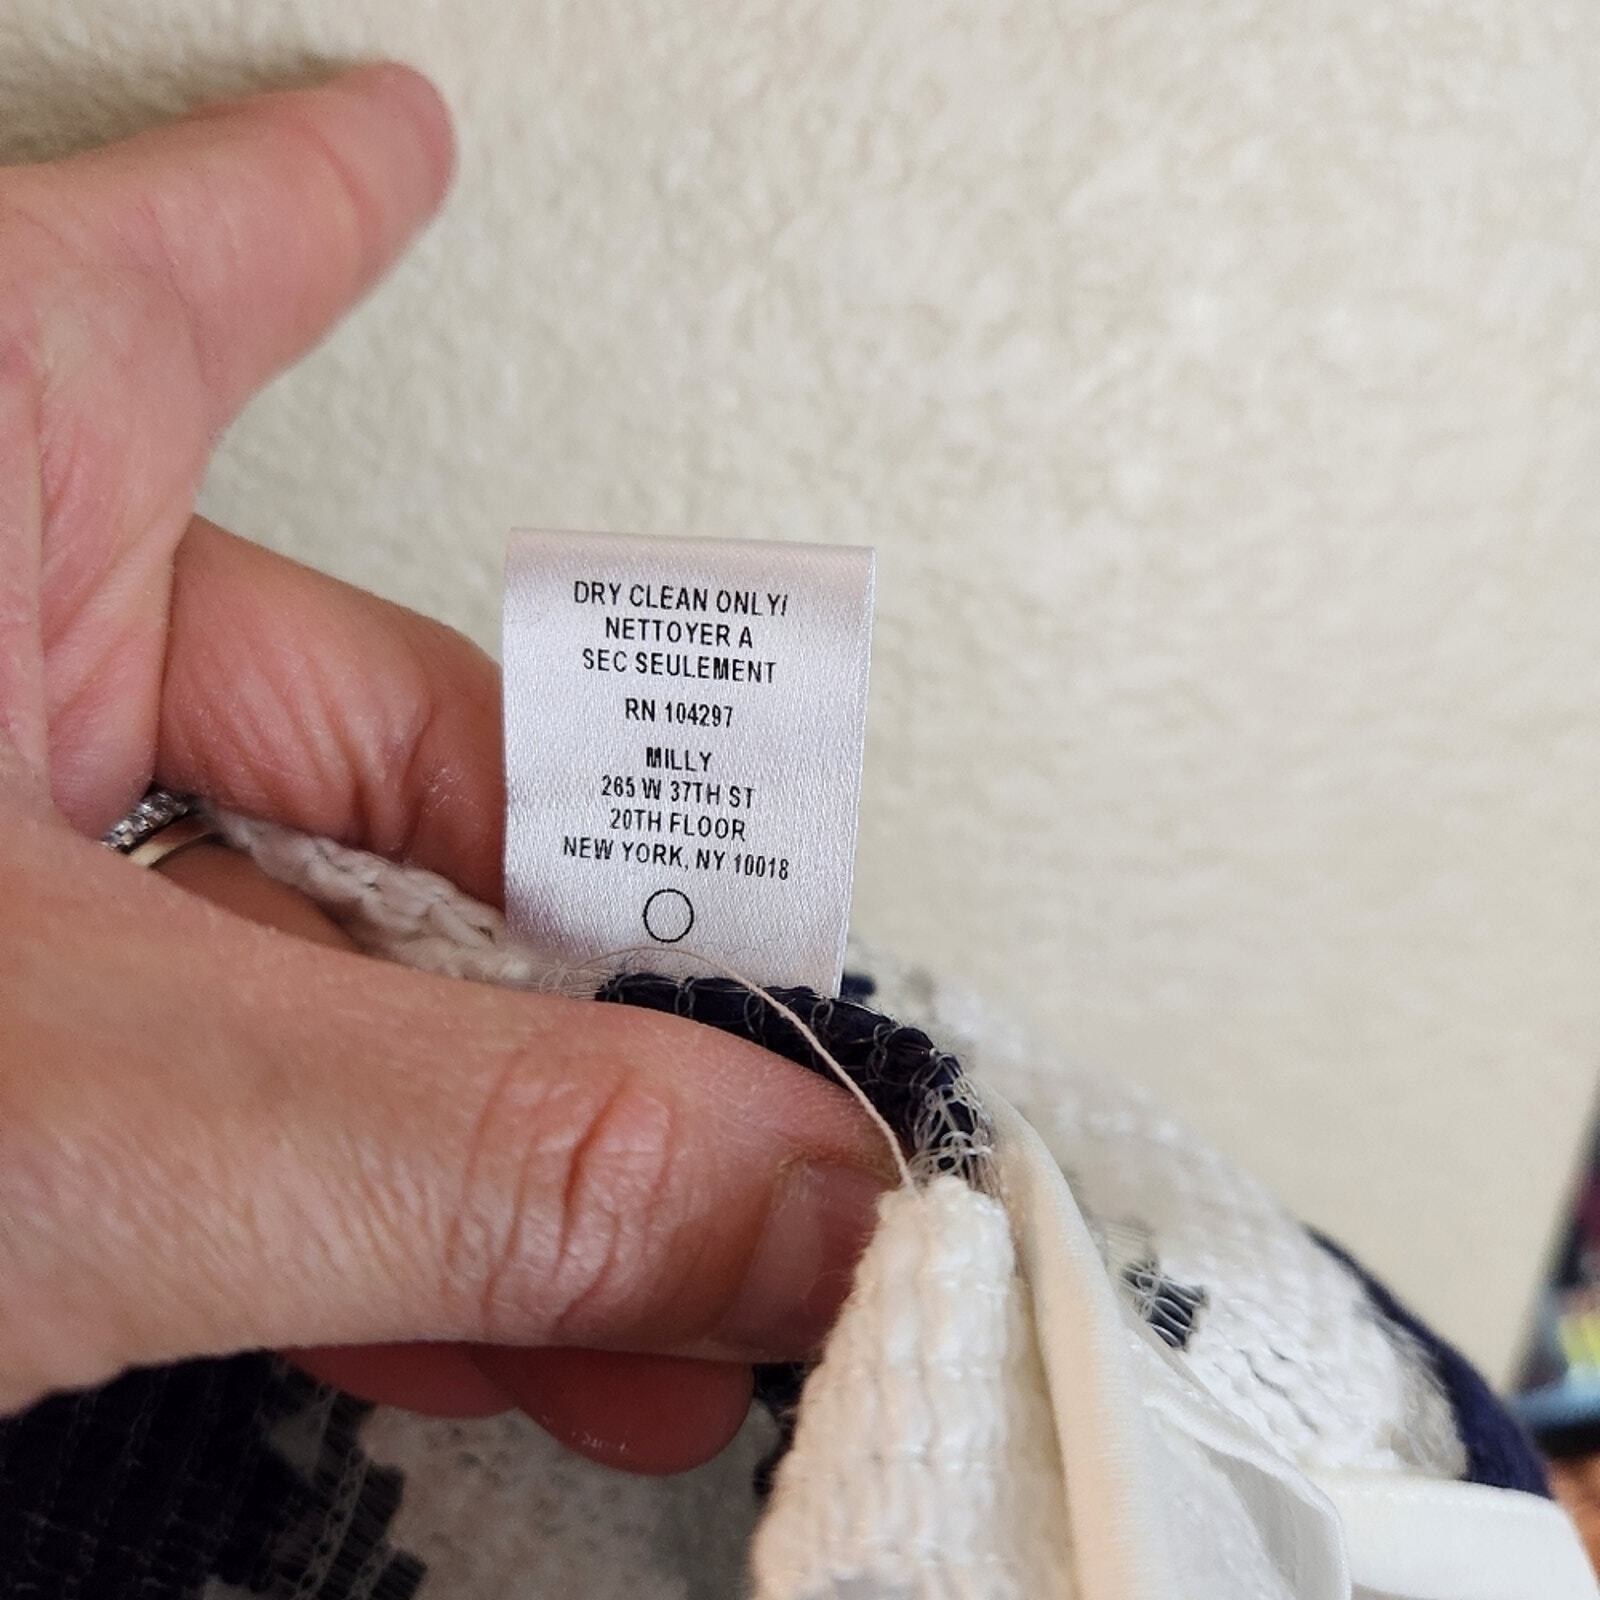 DRY CLEAN ONLY/
NETTOYER A
SEC SEULEMENT
RN 104297
MILLY
265 W 37TH ST
20TH FLOOR
NEW YORK, NY 10018